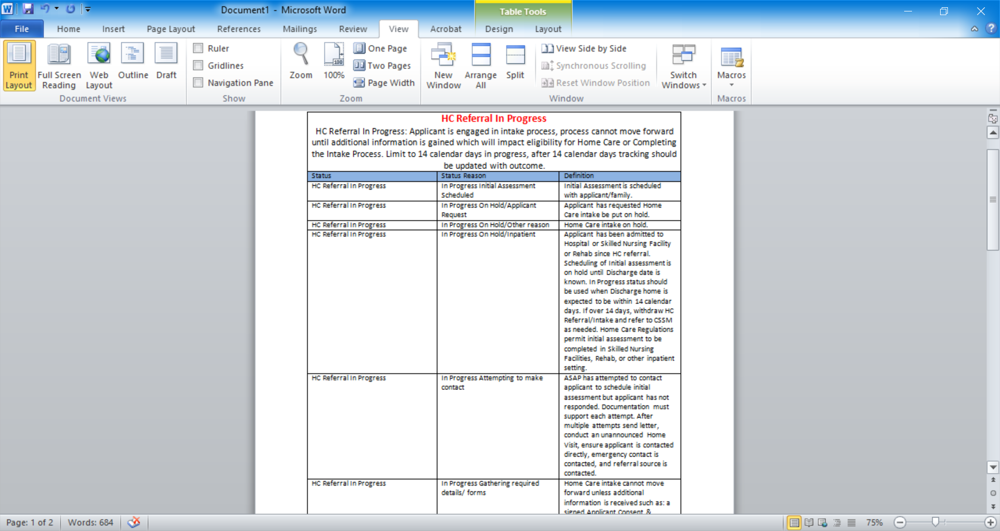 Document1 - Microsoft Word
Table Tools
File Home Insert Page Layout References Mailings Review View Acrobat Design Layout
Print Layout
Full Screen Reading
Web Layout
Outline
Draft
Document Views
Ruler
Gridlines
Navigation Pane
Show
Zoom
100
100%
One Page
Two Pages
Page Width
Zoom
New Window
Arrange All
Split
View Side by Side
Synchronous Scrolling
Reset Window Position
Window
Switch Windows
Macros
Macros
HC Referral In Progress
HC Referral In Progress: Applicant is engaged in intake process, process cannot move forward
until additional information is gained which will impact eligibility for Home Care or Completing
the Intake Process. Limit to 14 calendar days in progress, after 14 calendar days tracking should
be updated with outcome.
Status Status Reason Definition
HC Referral In Progress
In Progress Initial Assessment
Scheduled
Initial Assessment is scheduled
with applicant/family.
HC Referral In Progress
In Progress On Hold/Applicant
Request
Applicant has requested Home
Care intake be put on hold.
HC Referral In Progress
In Progress On Hold/Other reason
Home Care intake on hold.
HC Referral In Progress
In Progress On Hold/Inpatient
Applicant has been admitted to
Hospital or Skilled Nursing Facility
or Rehab since HC referral.
Scheduling of Initial assessment is
on hold until Discharge date is
known. In Progress status should
be used when Discharge home is
expected to be within 14 calendar
days. If over 14 days, withdraw HC
Referral/Intake and refer to CSSM
as needed. Home Care Regulations
permit initial assessment to be
completed in Skilled Nursing
Facilities, Rehab, or other inpatient
setting.
HC Referral In Progress
In Progress Attempting to make
contact
ASAP has attempted to contact
applicant to schedule initial
assessment but applicant has not
responded. Documentation must
support each attempt. After
multiple attempts send letter,
conduct an unannounced Home
Visit, ensure applicant is contacted
directly, emergency contact is
contacted, and referral source is
contacted.
HC Referral In Progress
In Progress Gathering required
details/ forms
Home Care intake cannot move
forward unless additional
information is received such as: a
signed Applicant Consent &
Page: 1 of 2 Words: 684 75%